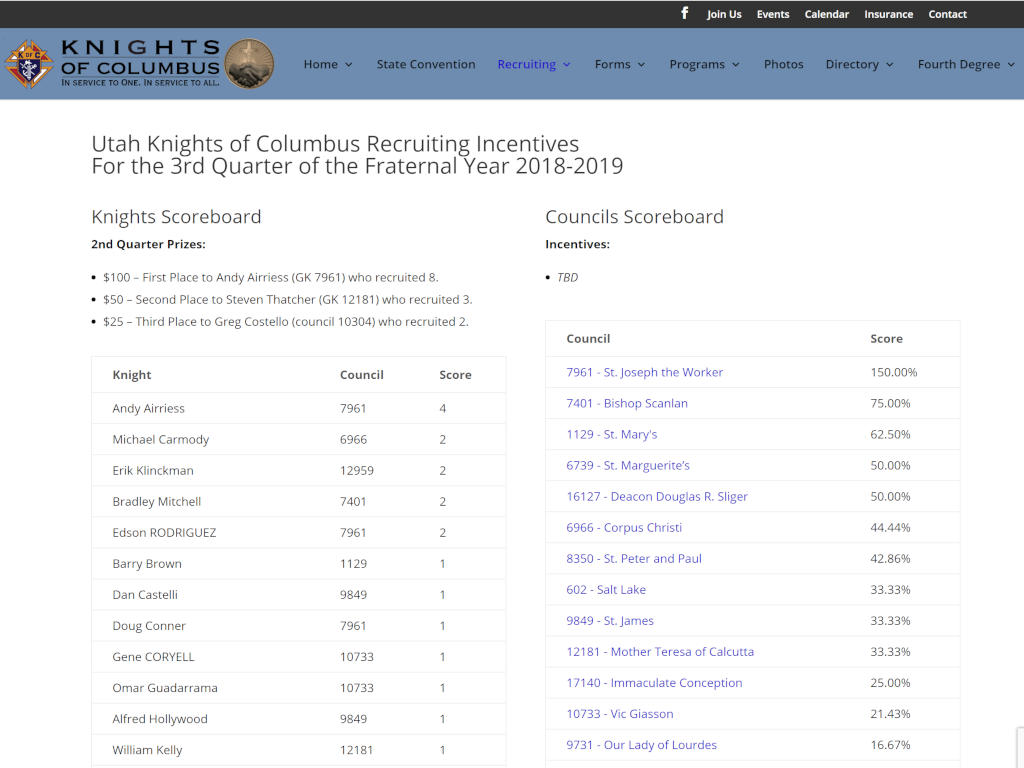 Join Us Events Calendar Insurance Contact
K OF C
KNIGHTS
OF COLUMBUS
IN SERVICE TO ONE. IN SERVICE TO ALL.
Home State Convention Recruiting Forms Programs Photos Directory Fourth Degree
Utah Knights of Columbus Recruiting Incentives
For the 3rd Quarter of the Fraternal Year 2018-2019
Knights Scoreboard
2nd Quarter Prizes:
• $100 – First Place to Andy Airriess (GK 7961) who recruited 8.
• $50 – Second Place to Steven Thatcher (GK 12181) who recruited 3.
• $25 – Third Place to Greg Costello (council 10304) who recruited 2.
Knight Council Score
Andy Airriess 7961 4
Michael Carmody 6966 2
Erik Klinckman 12959 2
Bradley Mitchell 7401 2
Edson RODRIGUEZ 7961 2
Barry Brown 1129 1
Dan Castelli 9849 1
Doug Conner 7961 1
Gene CORYELL 10733 1
Omar Guadarrama 10733 1
Alfred Hollywood 9849 1
William Kelly 12181 1
Councils Scoreboard
Incentives:
• TBD
Council Score
7961 - St. Joseph the Worker 150.00%
7401 - Bishop Scanlan 75.00%
1129 - St. Mary's 62.50%
6739 - St. Marguerite's 50.00%
16127 - Deacon Douglas R. Sliger 50.00%
6966 - Corpus Christi 44.44%
8350 - St. Peter and Paul 42.86%
602 - Salt Lake 33.33%
9849 - St. James 33.33%
12181 - Mother Teresa of Calcutta 33.33%
17140 - Immaculate Conception 25.00%
10733 - Vic Giasson 21.43%
9731 - Our Lady of Lourdes 16.67%